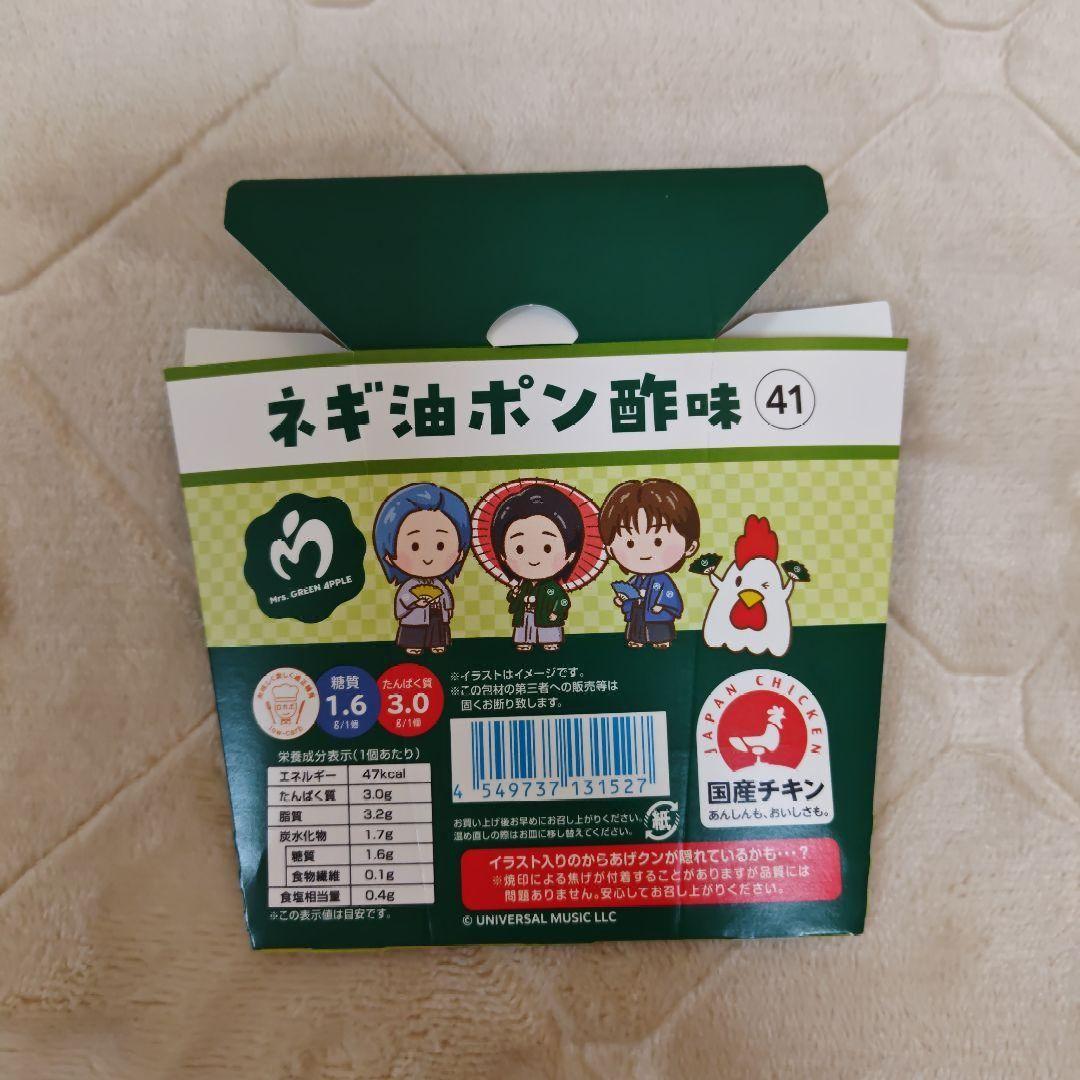 ネギ油ポン酢味 41
Mrs. GREEN APPLE
ロカボ
low-carb
糖質
1.6
g/1個
たんぱく質
3.0
g/1個
※イラストはイメージです。
※この包材の第三者への販売等は
固くお断り致します。
栄養成分表示(1個あたり)
エネルギー 47kcal
たんぱく質 3.0g
脂質 3.2g
炭水化物 1.7g
糖質 1.6g
食物繊維 0.1g
食塩相当量 0.4g
※この表示値は目安です。
4 549737 131527
お買い上げ後お早めにお召し上がりください。
温め直しの際はお皿に移し替えてください。
紙
JAPAN CHICKEN
国産チキン
あんしんも、おいしさも。
イラスト入りのからあげクンが隠れているかも・・・?
※焼印による焦げが付着することがありますが品質には
問題ありません。安心してお召し上がりください。
© UNIVERSAL MUSIC LLC